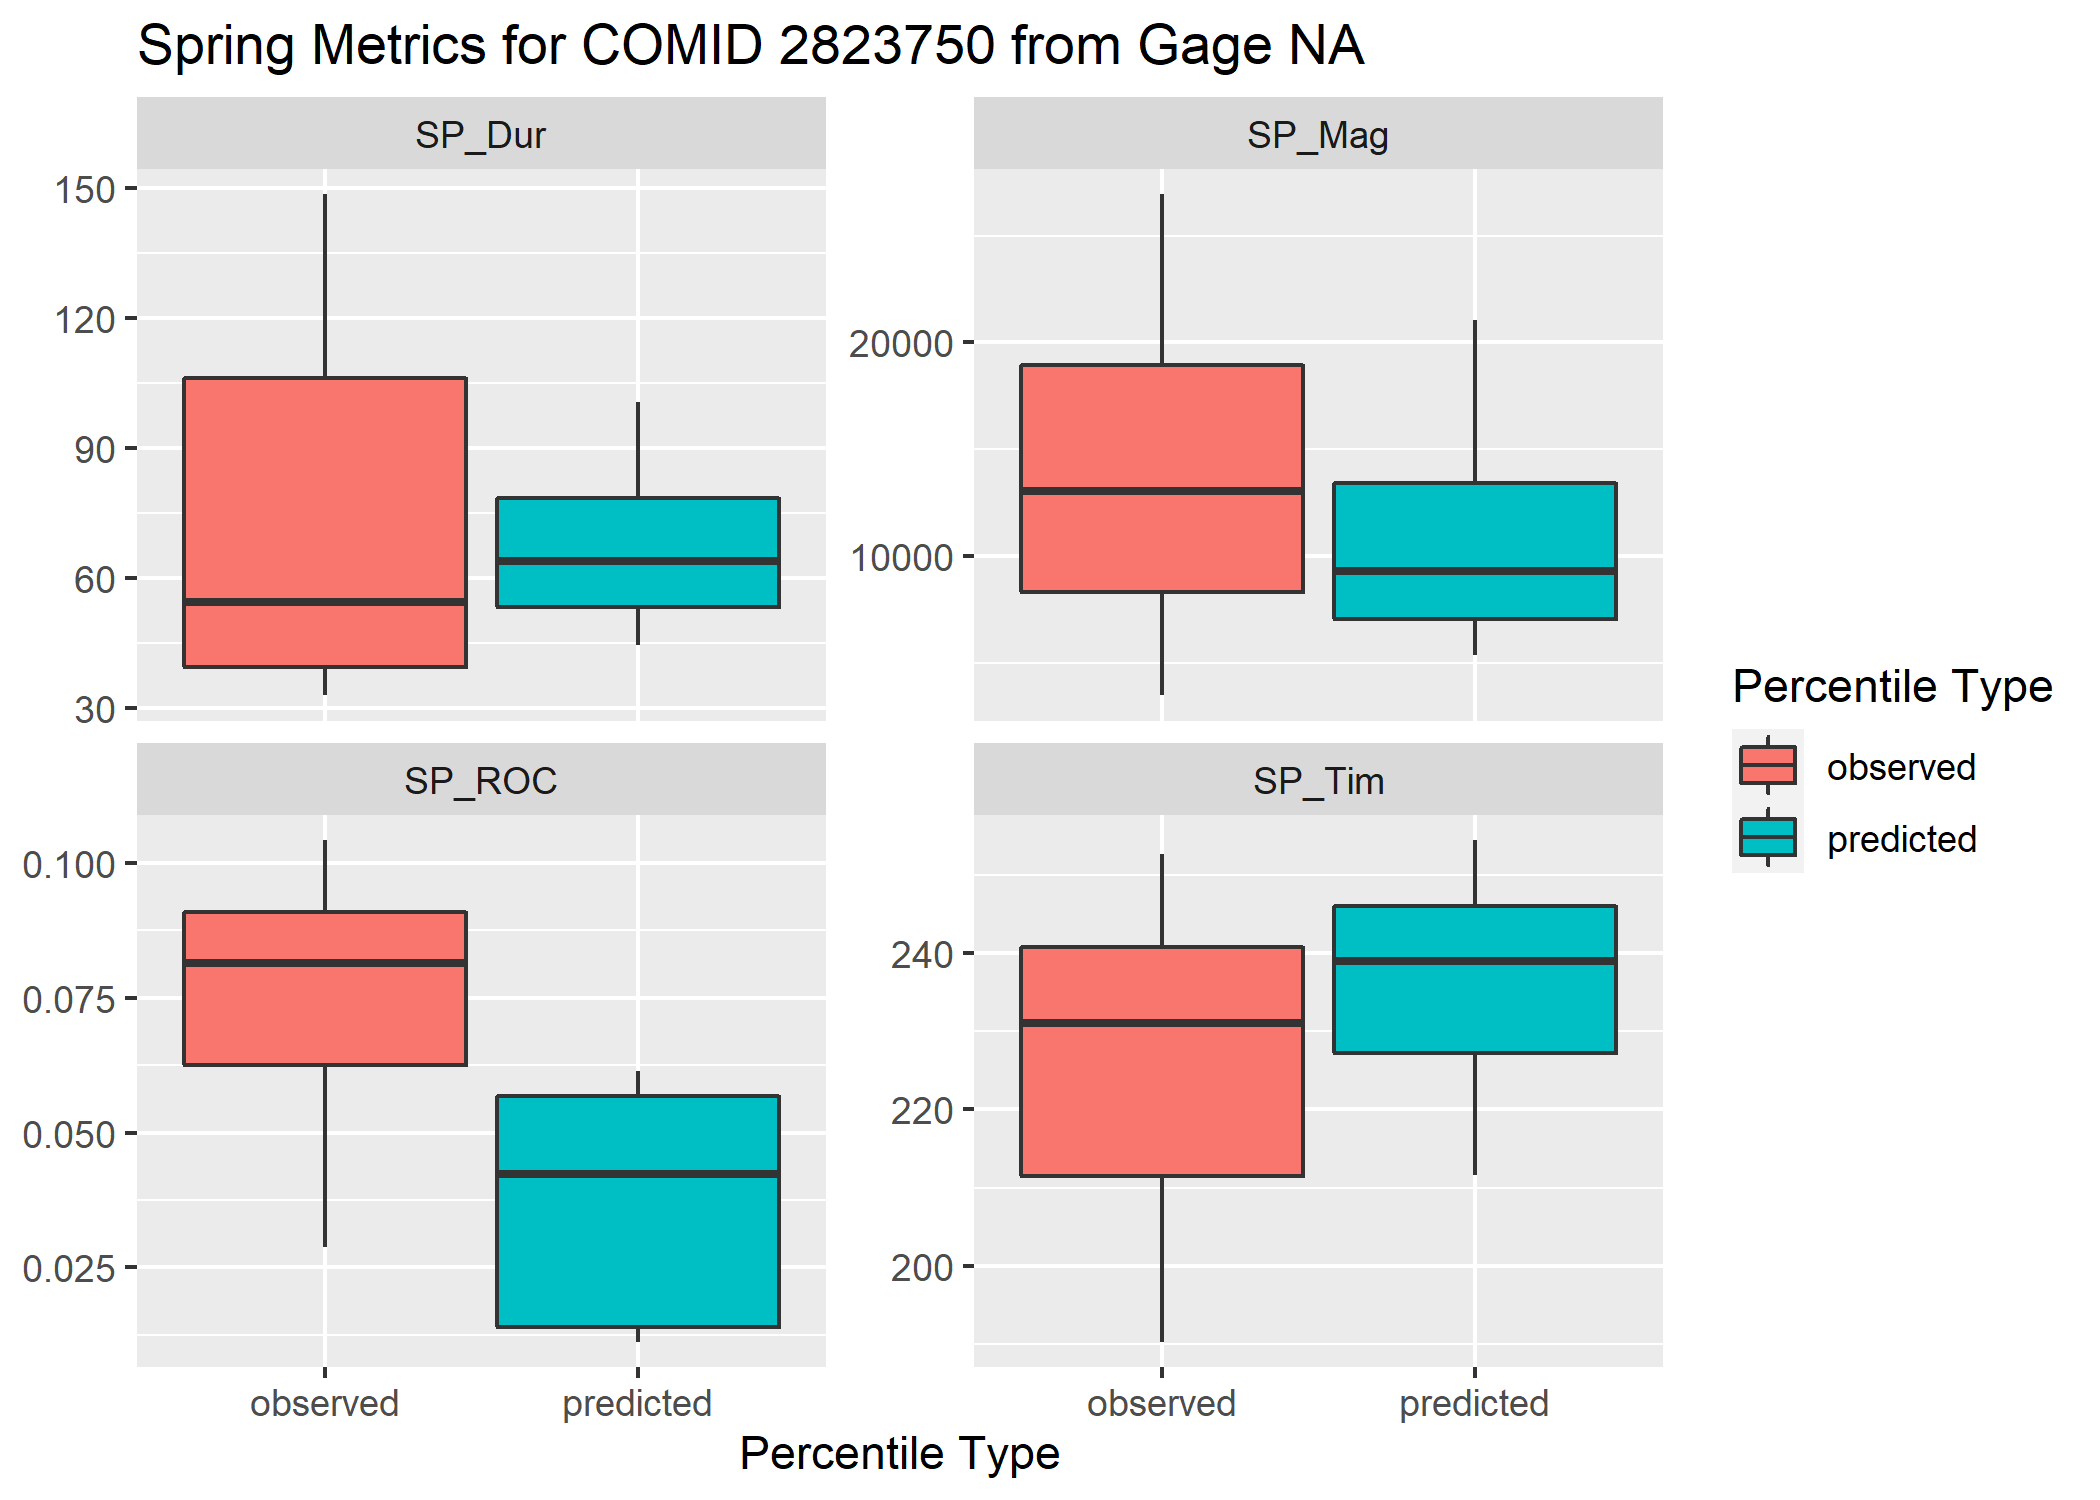 Spring Metrics for COMID 2823750 from Gage NA
SP_Dur
SP_Mag
150
120
90
60
30
20000
10000
SP_ROC
SP_Tim
0.100
0.075
0.050
0.025
240
220
200
observed
predicted
observed
predicted
Percentile Type
Percentile Type
observed
predicted